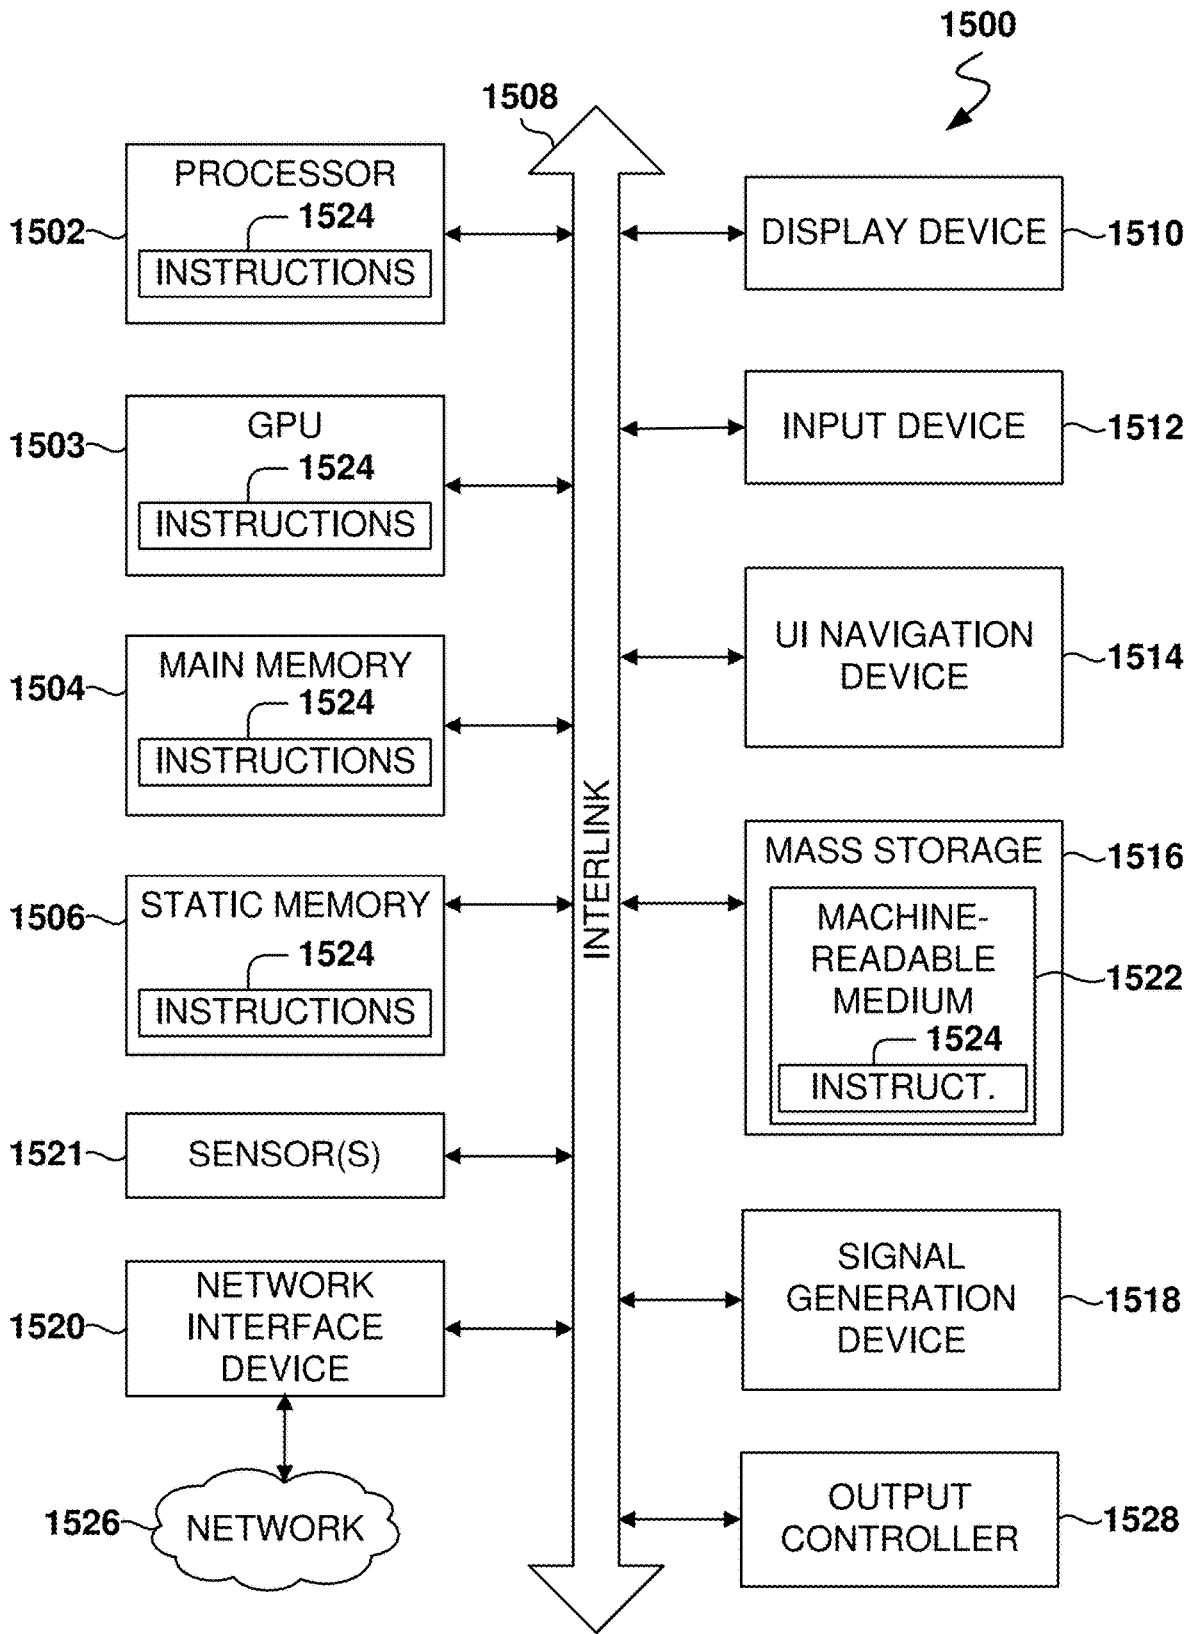 1500
1508
PROCESSOR
1524
INSTRUCTIONS
1502
GPU
1524
INSTRUCTIONS
1503
MAIN MEMORY
1524
INSTRUCTIONS
1504
STATIC MEMORY
1524
INSTRUCTIONS
1506
SENSOR(S)
1521
NETWORK
INTERFACE
DEVICE
1520
NETWORK
1526
INTERLINK
DISPLAY DEVICE
1510
INPUT DEVICE
1512
UI NAVIGATION
DEVICE
1514
MASS STORAGE
1516
MACHINE-
READABLE
MEDIUM
1522
1524
INSTRUCT.
SIGNAL
GENERATION
DEVICE
1518
OUTPUT
CONTROLLER
1528